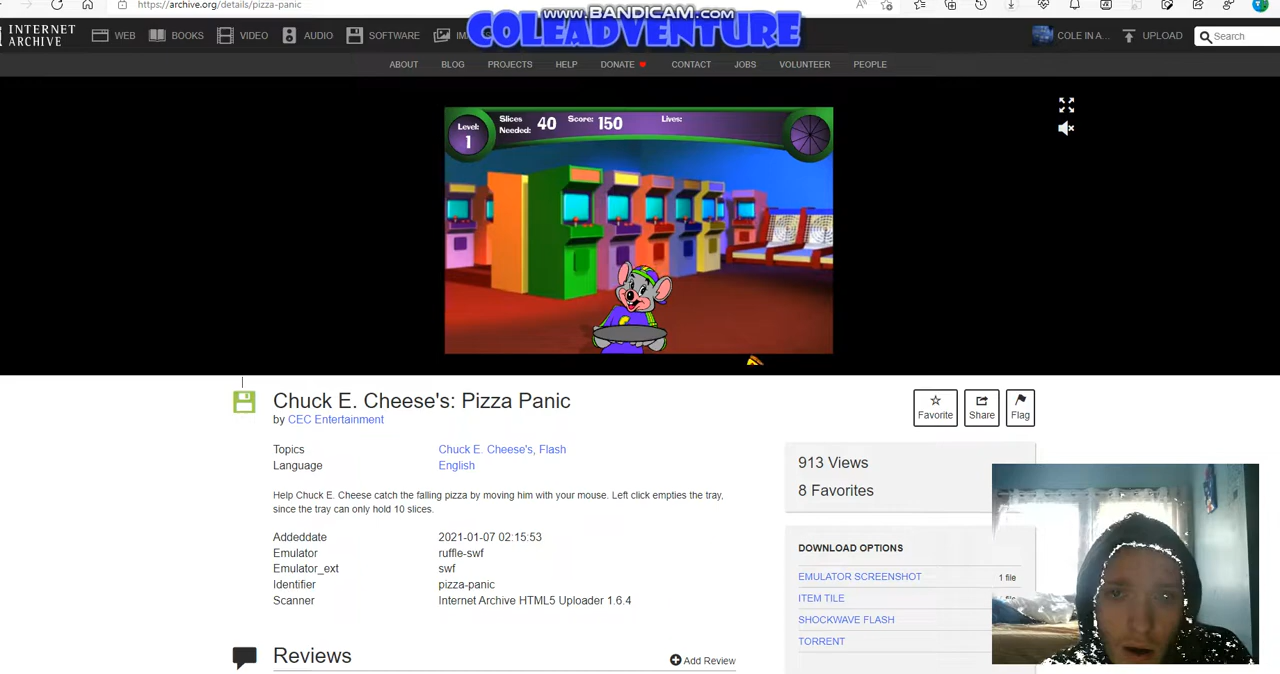 https://archive.org/details/pizza-panic
www.BANDICAM.com
COLEADVENTURE
INTERNET ARCHIVE
WEB BOOKS VIDEO AUDIO SOFTWARE
COLE IN A... UPLOAD Search
ABOUT BLOG PROJECTS HELP DONATE CONTACT JOBS VOLUNTEER PEOPLE
Level: 1
Slices Needed: 40 Score: 150 Lives:
Chuck E. Cheese's: Pizza Panic
by CEC Entertainment
Favorite Share Flag
Topics Chuck E. Cheese's, Flash
Language English
Help Chuck E. Cheese catch the falling pizza by moving him with your mouse. Left click empties the tray,
since the tray can only hold 10 slices.
Addeddate 2021-01-07 02:15:53
Emulator ruffle-swf
Emulator_ext swf
Identifier pizza-panic
Scanner Internet Archive HTML5 Uploader 1.6.4
913 Views
8 Favorites
DOWNLOAD OPTIONS
EMULATOR SCREENSHOT 1 file
ITEM TILE
SHOCKWAVE FLASH
TORRENT
Reviews
Add Review